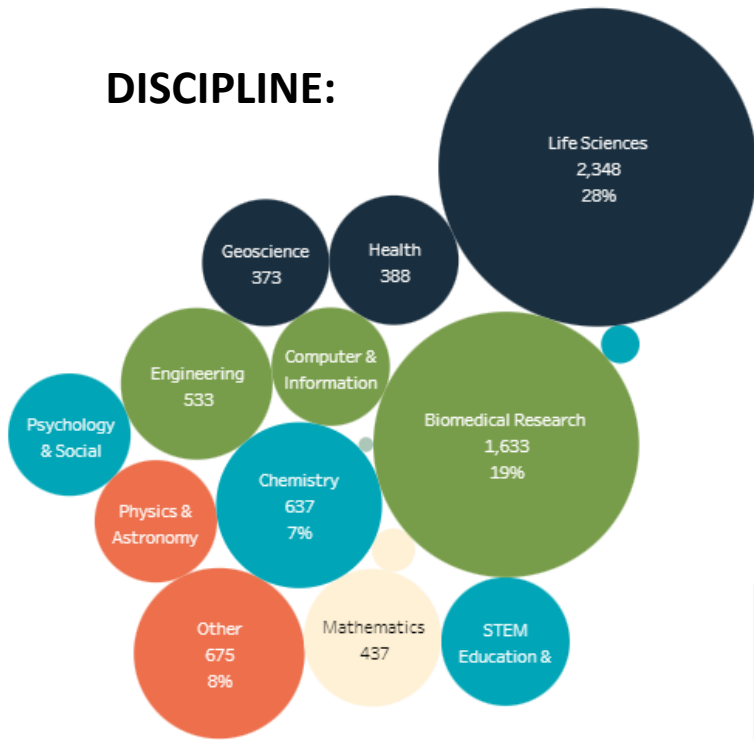 DISCIPLINE:
Life Sciences
2,348
28%
Geoscience
373
Health
388
Engineering
533
Computer &
Information
Psychology
& Social
Biomedical Research
1,633
19%
Chemistry
637
7%
Physics &
Astronomy
Other
675
8%
Mathematics
437
STEM
Education &